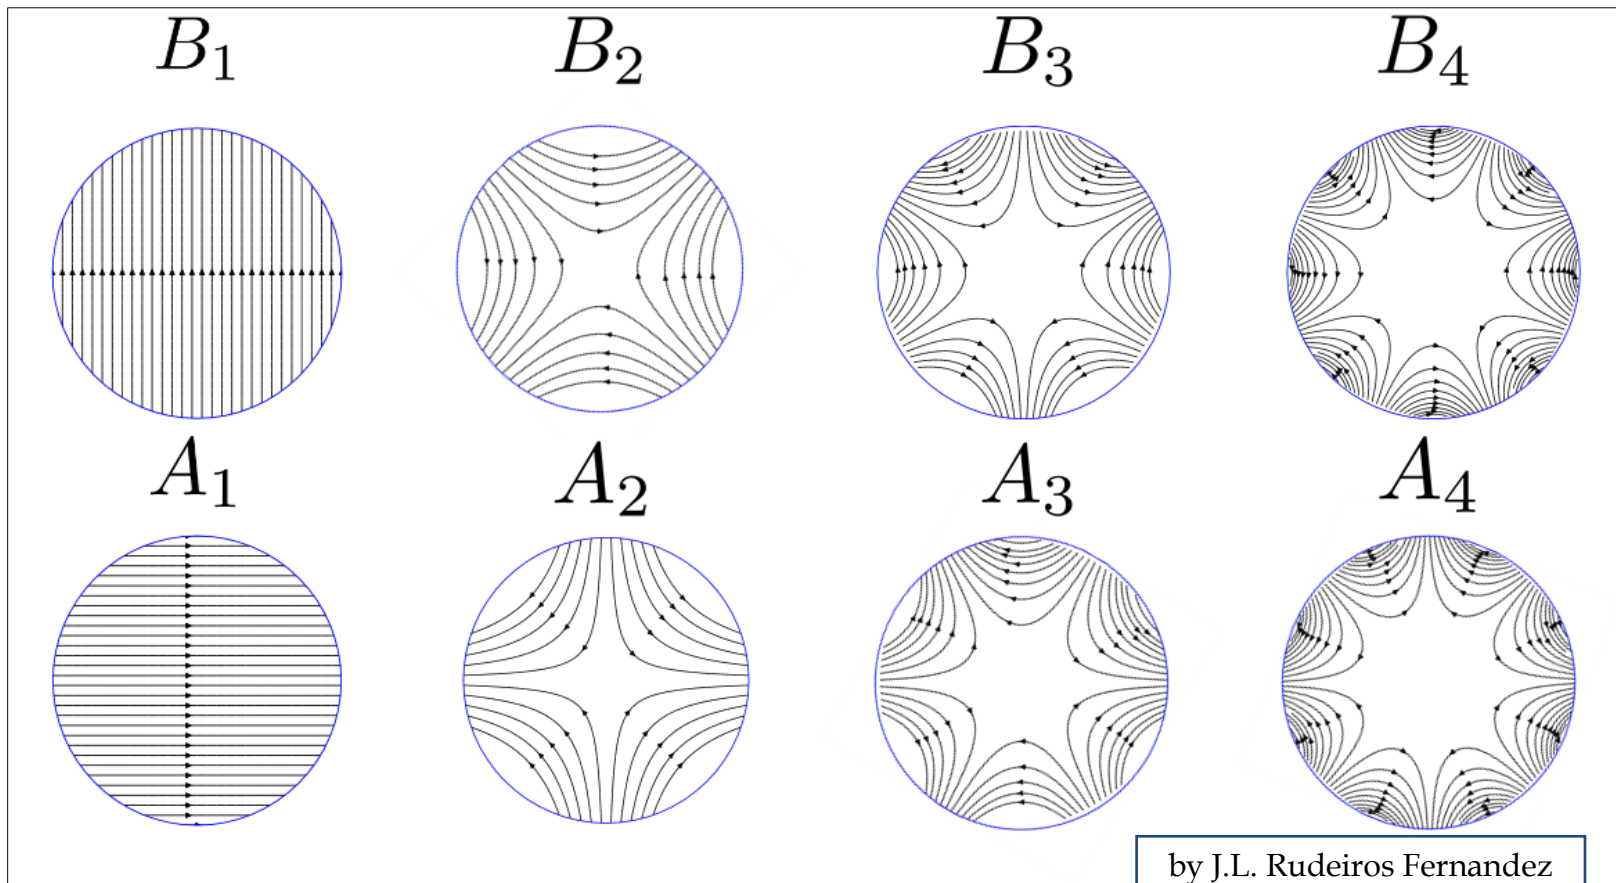 B₁ B₂ B₃ B₄
A₁ A₂ A₃ A₄
by J.L. Rudeiros Fernandez